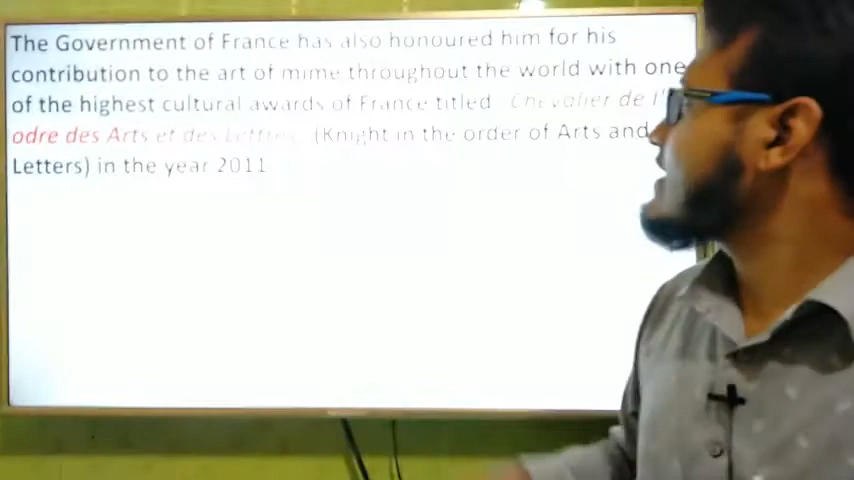 The Government of France has also honoured him for his
contribution to the art of mime throughout the world with one
of the highest cultural awards of France titled Chevalier de l'
odre des Arts et des Lettres (Knight in the order of Arts and
Letters) in the year 2011